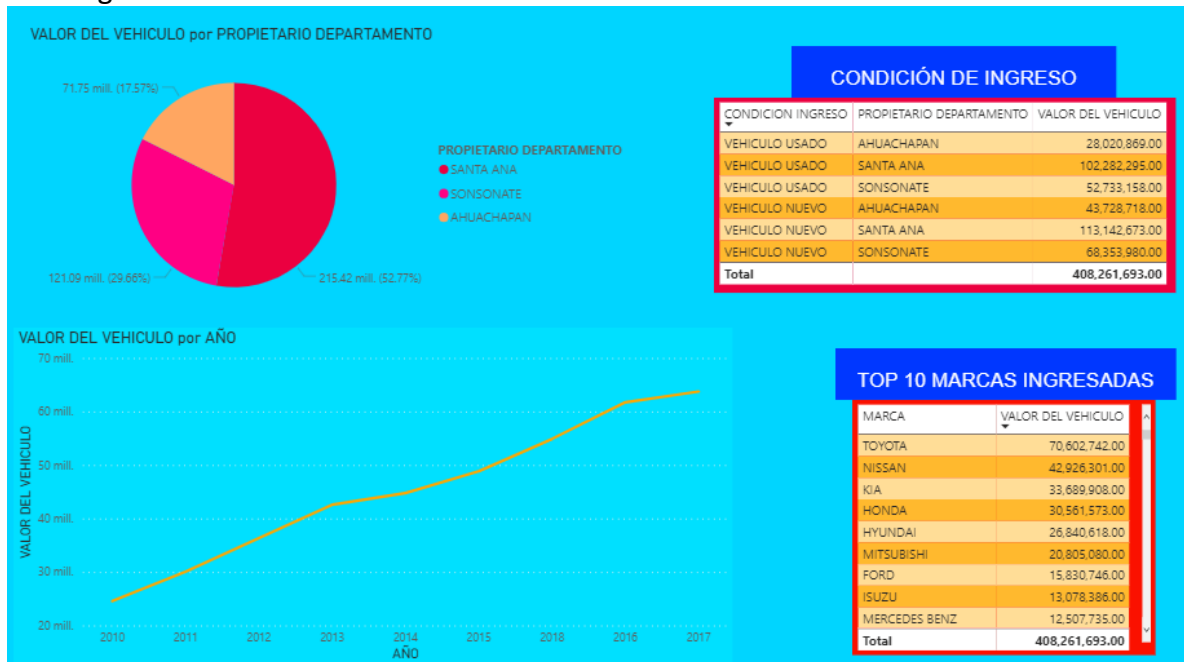 VALOR DEL VEHICULO por PROPIETARIO DEPARTAMENTO
71.75 mill. (17.57%)
121.09 mill. (29.66%)
215.42 mill. (52.77%)
PROPIETARIO DEPARTAMENTO
SANTA ANA
SONSONATE
AHUACHAPAN
CONDICIÓN DE INGRESO
CONDICION INGRESO PROPIETARIO DEPARTAMENTO VALOR DEL VEHICULO
VEHICULO USADO AHUACHAPAN 28,020,869.00
VEHICULO USADO SANTA ANA 102,282,295.00
VEHICULO USADO SONSONATE 52,733,158.00
VEHICULO NUEVO AHUACHAPAN 43,728,718.00
VEHICULO NUEVO SANTA ANA 113,142,673.00
VEHICULO NUEVO SONSONATE 68,353,980.00
Total 408,261,693.00
VALOR DEL VEHICULO por AÑO
VALOR DEL VEHICULO
70 mill.
60 mill.
50 mill.
40 mill.
30 mill.
20 mill.
2010 2011 2012 2013 2014 2015 2018 2016 2017
AÑO
TOP 10 MARCAS INGRESADAS
MARCA VALOR DEL VEHICULO
TOYOTA 70,602,742.00
NISSAN 42,926,301.00
KIA 33,689,908.00
HONDA 30,561,573.00
HYUNDAI 26,840,618.00
MITSUBISHI 20,805,080.00
FORD 15,830,746.00
ISUZU 13,078,386.00
MERCEDES BENZ 12,507,735.00
Total 408,261,693.00